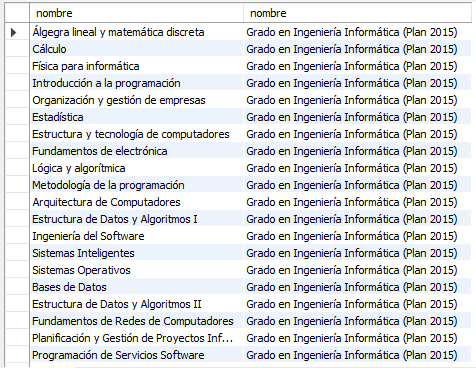 nombre nombre
Álgegra lineal y matemática discreta Grado en Ingeniería Informática (Plan 2015)
Cálculo Grado en Ingeniería Informática (Plan 2015)
Física para informática Grado en Ingeniería Informática (Plan 2015)
Introducción a la programación Grado en Ingeniería Informática (Plan 2015)
Organización y gestión de empresas Grado en Ingeniería Informática (Plan 2015)
Estadística Grado en Ingeniería Informática (Plan 2015)
Estructura y tecnología de computadores Grado en Ingeniería Informática (Plan 2015)
Fundamentos de electrónica Grado en Ingeniería Informática (Plan 2015)
Lógica y algorítmica Grado en Ingeniería Informática (Plan 2015)
Metodología de la programación Grado en Ingeniería Informática (Plan 2015)
Arquitectura de Computadores Grado en Ingeniería Informática (Plan 2015)
Estructura de Datos y Algoritmos I Grado en Ingeniería Informática (Plan 2015)
Ingeniería del Software Grado en Ingeniería Informática (Plan 2015)
Sistemas Inteligentes Grado en Ingeniería Informática (Plan 2015)
Sistemas Operativos Grado en Ingeniería Informática (Plan 2015)
Bases de Datos Grado en Ingeniería Informática (Plan 2015)
Estructura de Datos y Algoritmos II Grado en Ingeniería Informática (Plan 2015)
Fundamentos de Redes de Computadores Grado en Ingeniería Informática (Plan 2015)
Planificación y Gestión de Proyectos Inf... Grado en Ingeniería Informática (Plan 2015)
Programación de Servicios Software Grado en Ingeniería Informática (Plan 2015)